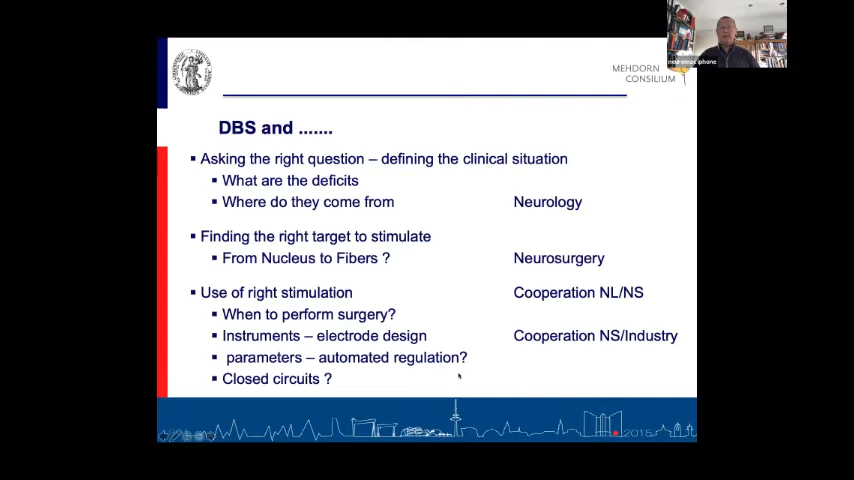 MEHDORN
CONSILIUM
DBS and .......
▪ Asking the right question – defining the clinical situation
▪ What are the deficits
▪ Where do they come from Neurology
▪ Finding the right target to stimulate
▪ From Nucleus to Fibers ? Neurosurgery
▪ Use of right stimulation Cooperation NL/NS
▪ When to perform surgery?
▪ Instruments – electrode design Cooperation NS/Industry
▪ parameters – automated regulation?
▪ Closed circuits ?
2015